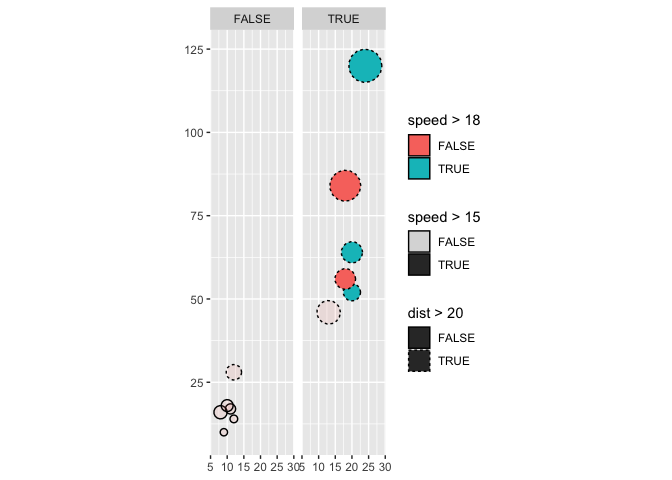 FALSE TRUE
125
100
75
50
25
5 10 15 20 25 30 5 10 15 20 25 30
speed > 18
FALSE
TRUE
speed > 15
FALSE
TRUE
dist > 20
FALSE
TRUE